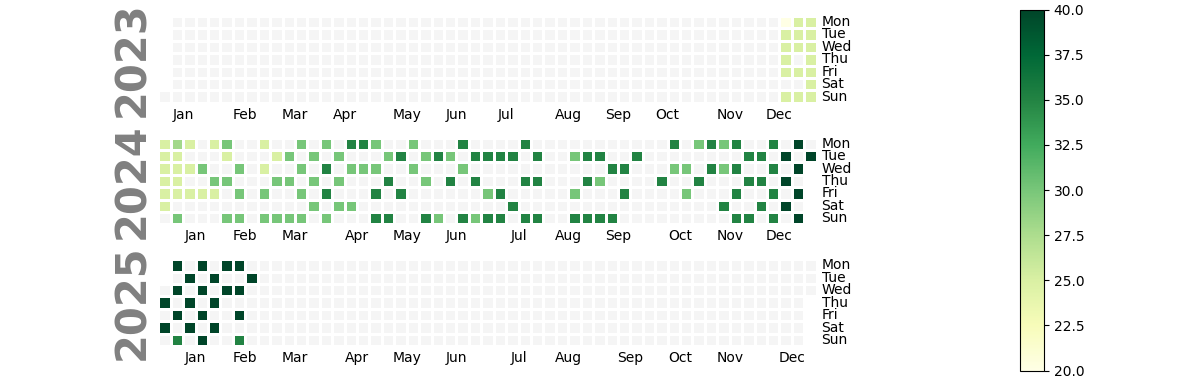 2023
Mon
Tue
Wed
Thu
Fri
Sat
Sun
Jan Feb Mar Apr May Jun Jul Aug Sep Oct Nov Dec
2024
Mon
Tue
Wed
Thu
Fri
Sat
Sun
Jan Feb Mar Apr May Jun Jul Aug Sep Oct Nov Dec
2025
Mon
Tue
Wed
Thu
Fri
Sat
Sun
Jan Feb Mar Apr May Jun Jul Aug Sep Oct Nov Dec
40.0
37.5
35.0
32.5
30.0
27.5
25.0
22.5
20.0